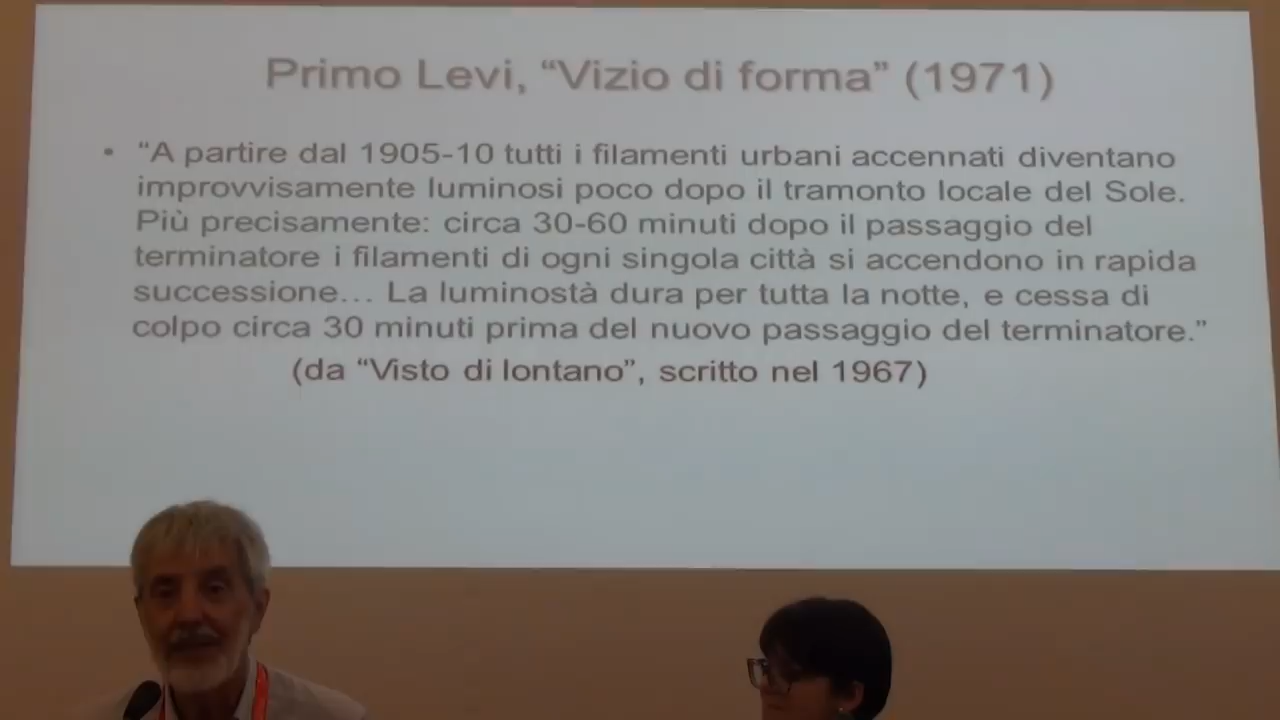 Primo Levi, “Vizio di forma” (1971)
• “A partire dal 1905-10 tutti i filamenti urbani accennati diventano
improvvisamente luminosi poco dopo il tramonto locale del Sole.
Più precisamente: circa 30-60 minuti dopo il passaggio del
terminatore i filamenti di ogni singola città si accendono in rapida
successione… La luminostà dura per tutta la notte, e cessa di
colpo circa 30 minuti prima del nuovo passaggio del terminatore.”
(da “Visto di lontano”, scritto nel 1967)